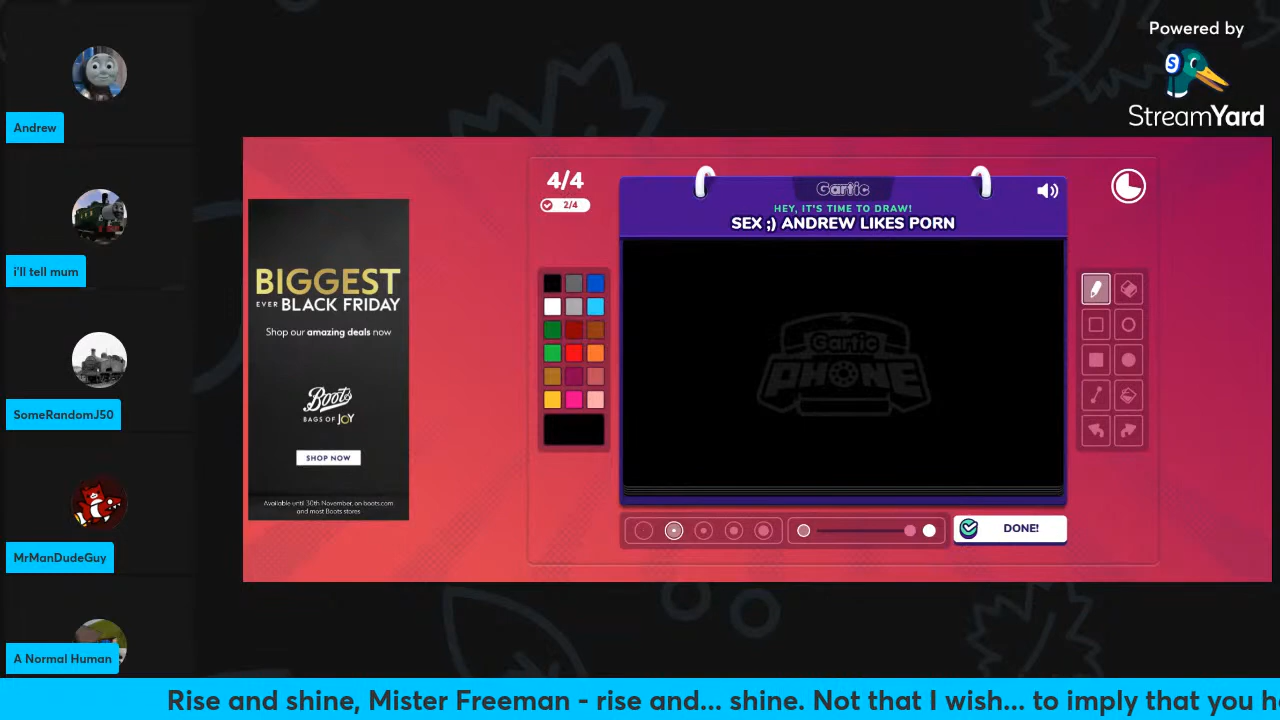 Powered by
StreamYard
Andrew
i'll tell mum
SomeRandomJ50
MrManDudeGuy
A Normal Human
BIGGEST
EVER BLACK FRIDAY
Shop our amazing deals now
Boots
BAGS OF JOY
SHOP NOW
Available until 30th November, on boots.com
and most Boots stores
4/4
2/4
Gartic
HEY, IT'S TIME TO DRAW!
SEX ;) ANDREW LIKES PORN
Gartic
PHONE
DONE!
Rise and shine, Mister Freeman - rise and... shine. Not that I wish... to imply that you h